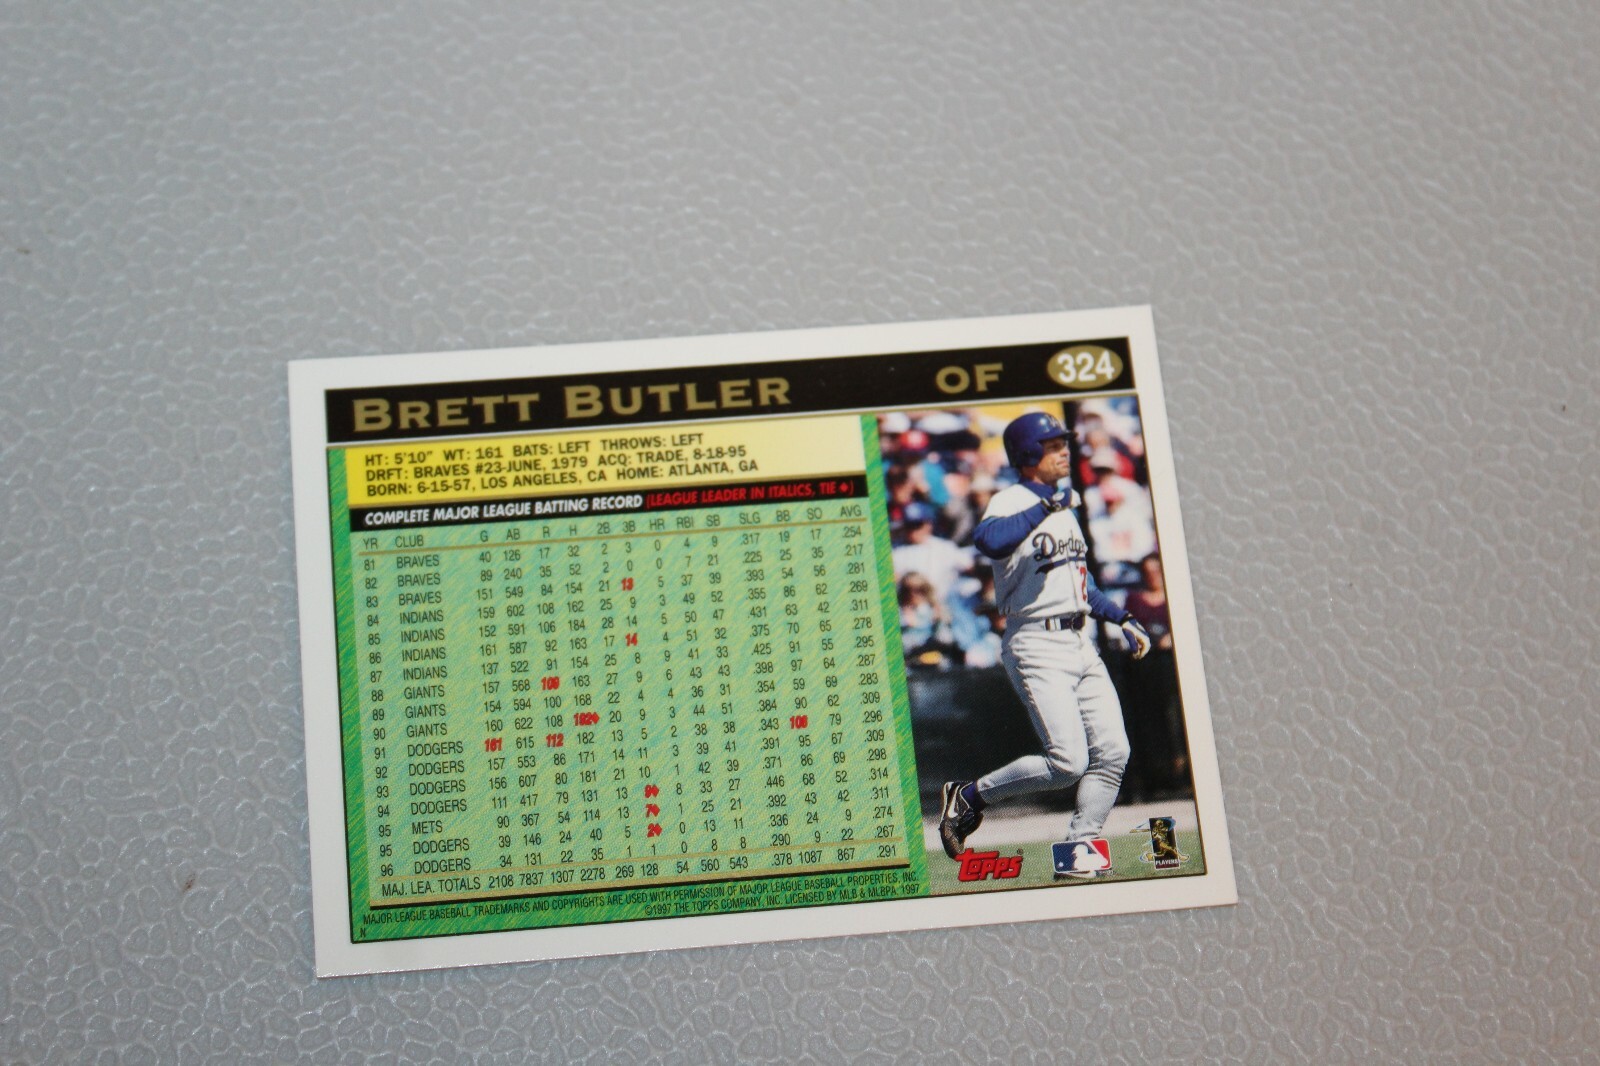 BRETT BUTLER OF 324
HT: 5'10" WT: 161 BATS: LEFT THROWS: LEFT
DRFT: BRAVES #23-JUNE, 1979 ACQ: TRADE, 8-18-95
BORN: 6-15-57, LOS ANGELES, CA HOME: ATLANTA, GA
COMPLETE MAJOR LEAGUE BATTING RECORD (LEAGUE LEADER IN ITALICS, TIE ♦)
YR CLUB G AB R H 2B 3B HR RBI SB SLG BB SO AVG
81 BRAVES 40 126 17 32 2 3 0 4 9 .317 19 17 .254
82 BRAVES 89 240 35 52 2 0 0 7 21 .225 25 35 .217
83 BRAVES 151 549 84 154 21 13 5 37 39 .393 54 56 .281
84 INDIANS 159 602 108 162 25 9 3 49 52 .355 86 62 .269
85 INDIANS 152 591 106 184 28 14 5 50 47 .431 63 42 .311
86 INDIANS 161 587 92 163 17 14 4 51 32 .375 70 65 .278
87 INDIANS 137 522 91 154 25 8 9 41 33 .425 91 55 .295
88 GIANTS 157 568 109 163 27 9 6 43 43 .398 97 64 .287
89 GIANTS 154 594 100 168 22 4 4 36 31 .354 59 69 .283
90 GIANTS 160 622 108 192♦ 20 9 3 44 51 .384 90 62 .309
91 DODGERS 161 615 112 182 13 5 2 38 38 .343 108 79 .296
92 DODGERS 157 553 86 171 14 11 3 39 41 .391 95 67 .309
93 DODGERS 156 607 80 181 21 10 1 42 39 .371 86 69 .298
94 DODGERS 111 417 79 131 13 9♦ 8 33 27 .446 68 52 .314
95 METS 90 367 54 114 13 7♦ 1 25 21 .392 43 42 .311
95 DODGERS 39 146 24 40 5 2♦ 0 13 11 .336 24 9 .274
96 DODGERS 34 131 22 35 1 1 0 8 8 .290 9 22 .267
MAJ. LEA. TOTALS 2108 7837 1307 2278 269 128 54 560 543 .378 1087 867 .291
MAJOR LEAGUE BASEBALL TRADEMARKS AND COPYRIGHTS ARE USED WITH PERMISSION OF MAJOR LEAGUE BASEBALL PROPERTIES, INC.
©1997 THE TOPPS COMPANY, INC. LICENSED BY MLB & MLBPA 1997
N
Dodge
2
TOPPS
PLAYERS